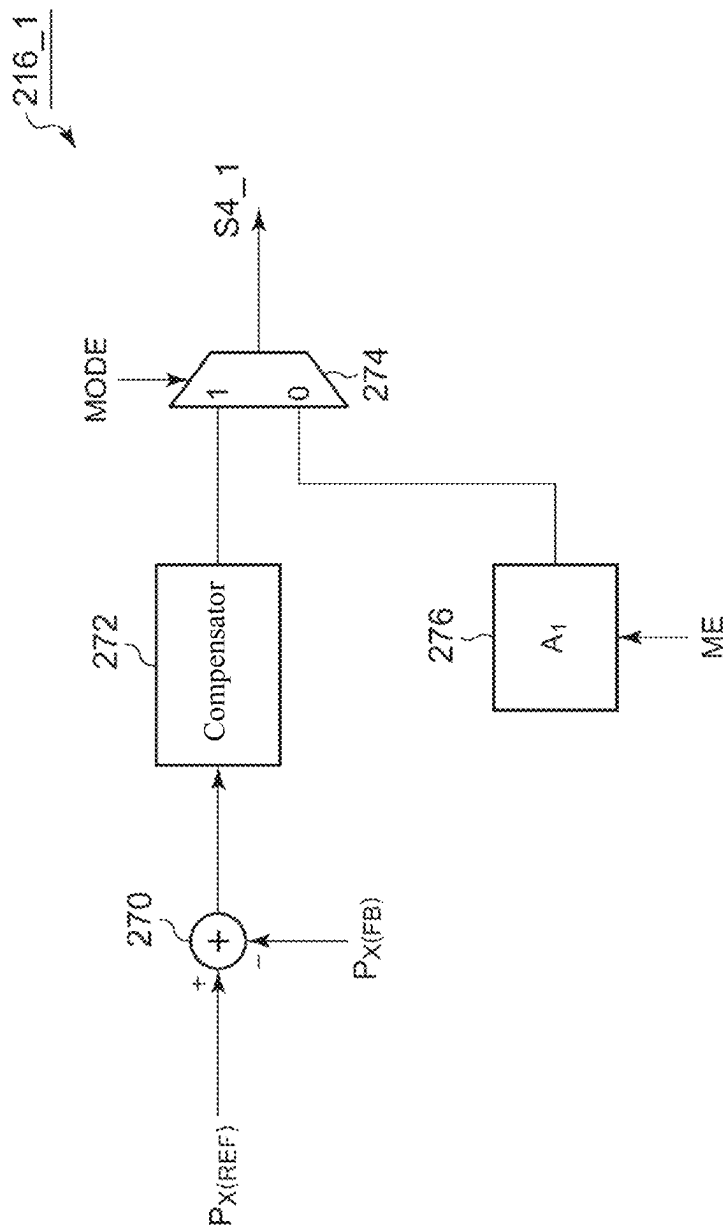 216_1
S4_1
MODE
1
0
274
272
Compensator
276
A₁
ME
270
+
+
−
PX(REF)
PX(FB)